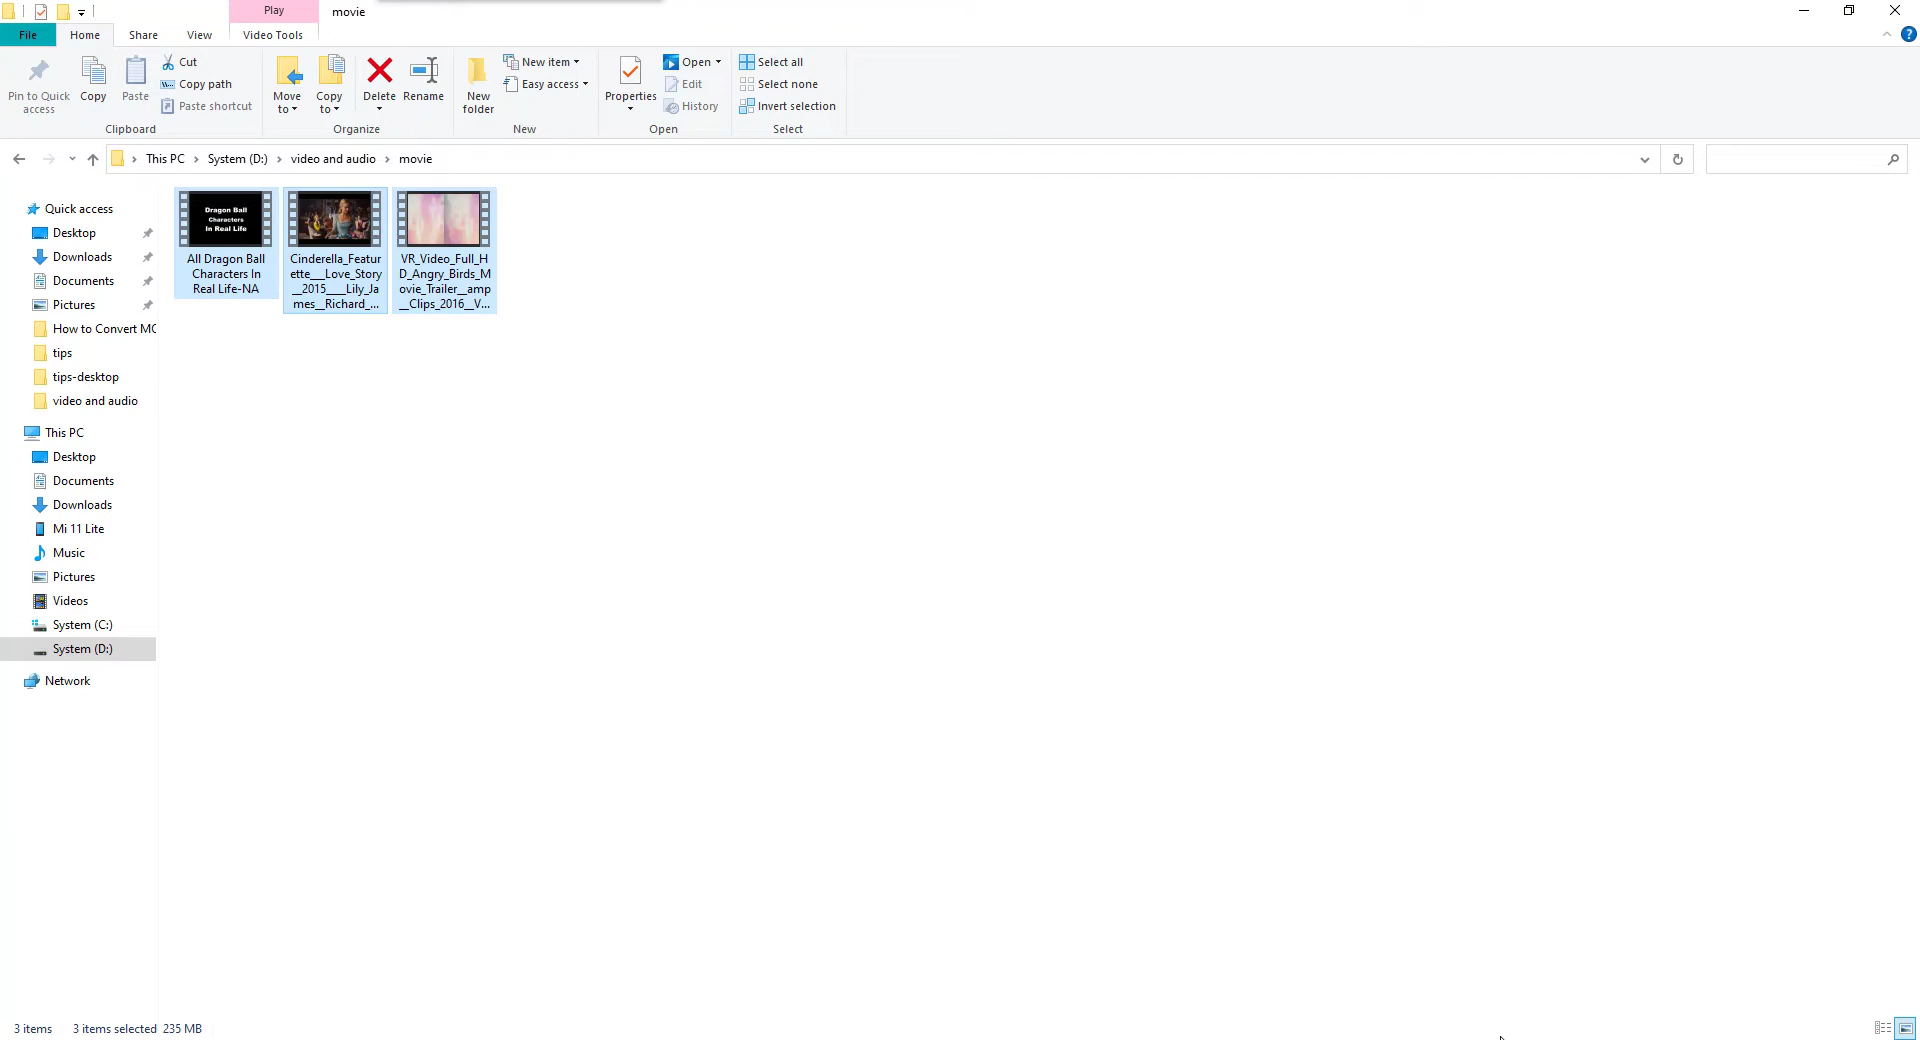 Play
movie
File
Home
Share
View
Video Tools
Pin to Quick
access
Copy
Paste
Cut
Copy path
Paste shortcut
Clipboard
Move
to
Copy
to
Delete
Rename
Organize
New
folder
New item
Easy access
New
Properties
Open
Edit
History
Open
Select all
Select none
Invert selection
Select
This PC
System (D:)
video and audio
movie
Quick access
Desktop
Downloads
Documents
Pictures
How to Convert MO
tips
tips-desktop
video and audio
This PC
Desktop
Documents
Downloads
Mi 11 Lite
Music
Pictures
Videos
System (C:)
System (D:)
Network
Dragon Ball
Characters
In Real Life
All Dragon Ball
Characters In
Real Life-NA
Cinderella_Featur
ette___Love_Story
__2015____Lily_Ja
mes__Richard_...
VR_Video_Full_H
D_Angry_Birds_M
ovie_Trailer__amp
__Clips_2016__V...
3 items
3 items selected
235 MB